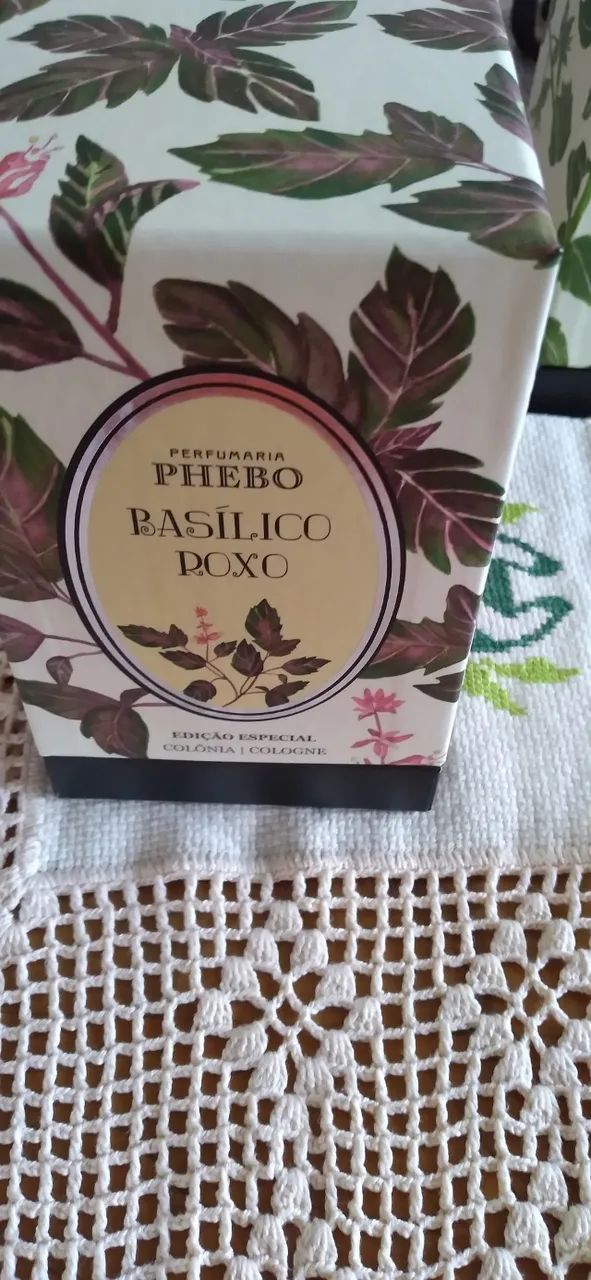 PERFUMARIA
PHEBO
BASÍLICO
ROXO
EDIÇÃO ESPECIAL
COLÔNIA | COLOGNE